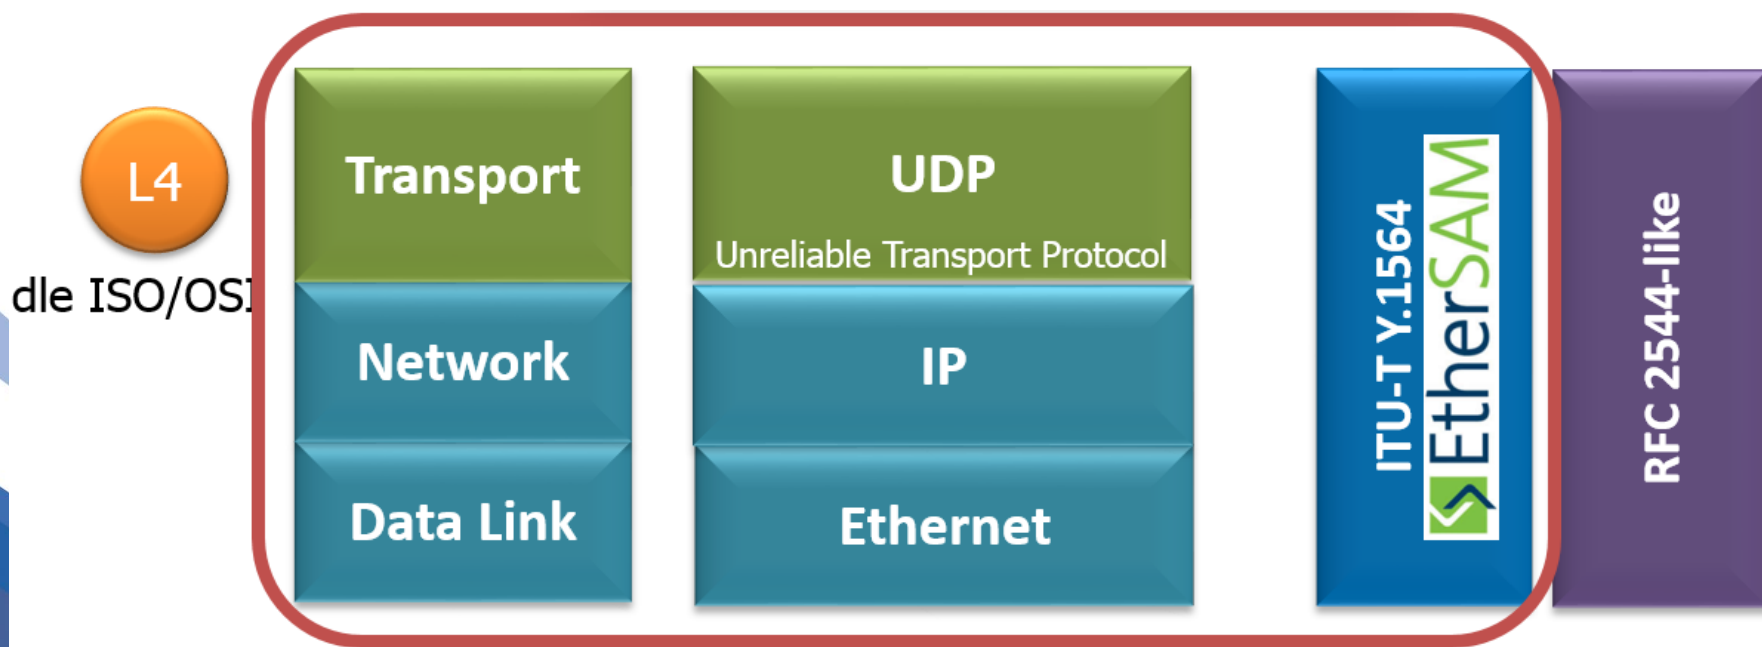 L4
dle ISO/OSI
Transport
Network
Data Link
UDP
Unreliable Transport Protocol
IP
Ethernet
ITU-T Y.1564
EtherSAM
RFC 2544-like